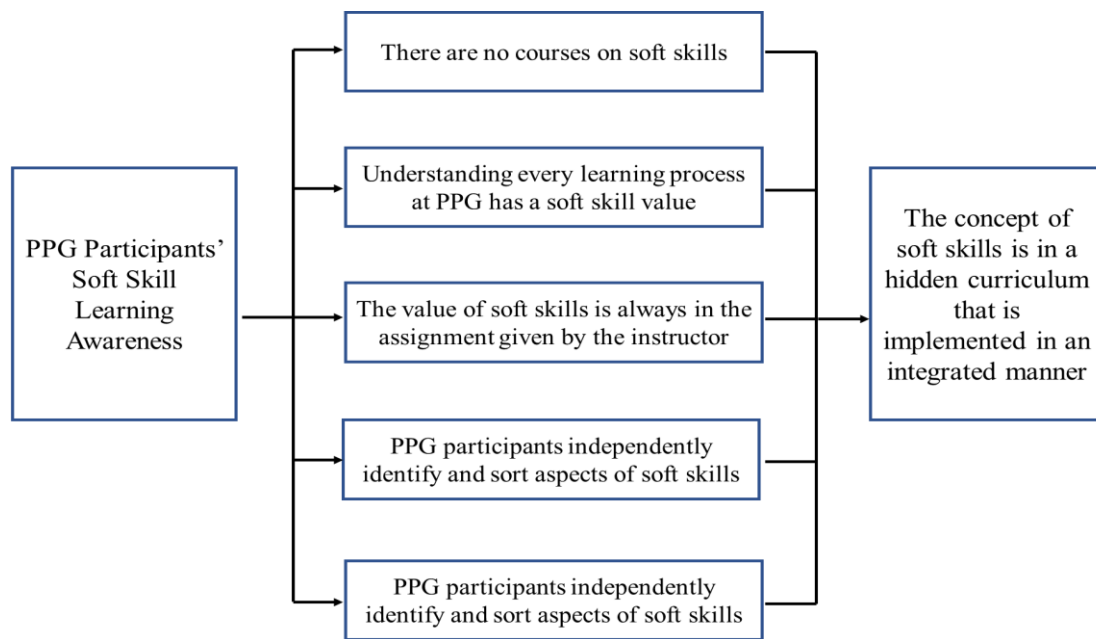 PPG Participants’
Soft Skill
Learning
Awareness
There are no courses on soft skills
Understanding every learning process
at PPG has a soft skill value
The value of soft skills is always in the
assignment given by the instructor
PPG participants independently
identify and sort aspects of soft skills
PPG participants independently
identify and sort aspects of soft skills
The concept of
soft skills is in a
hidden curriculum
that is
implemented in an
integrated manner